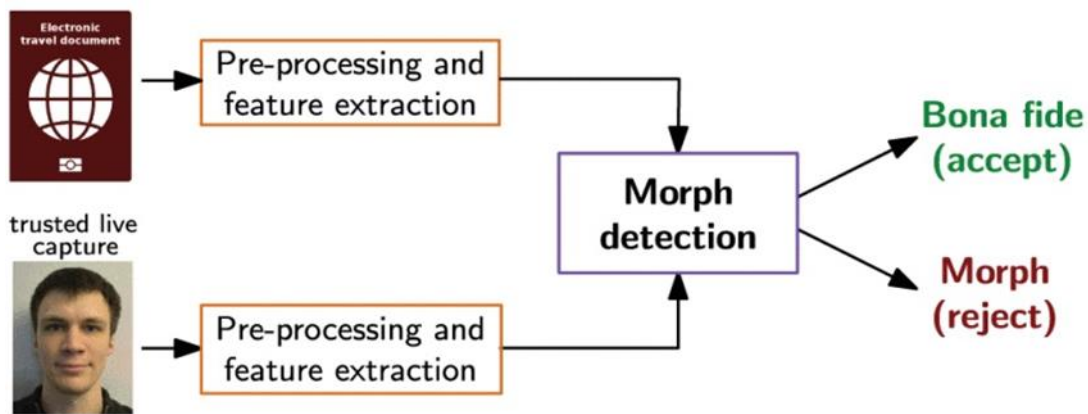 Electronic
travel document
Pre-processing and
feature extraction
Bona fide
(accept)
Morph
detection
trusted live
capture
Morph
(reject)
Pre-processing and
feature extraction